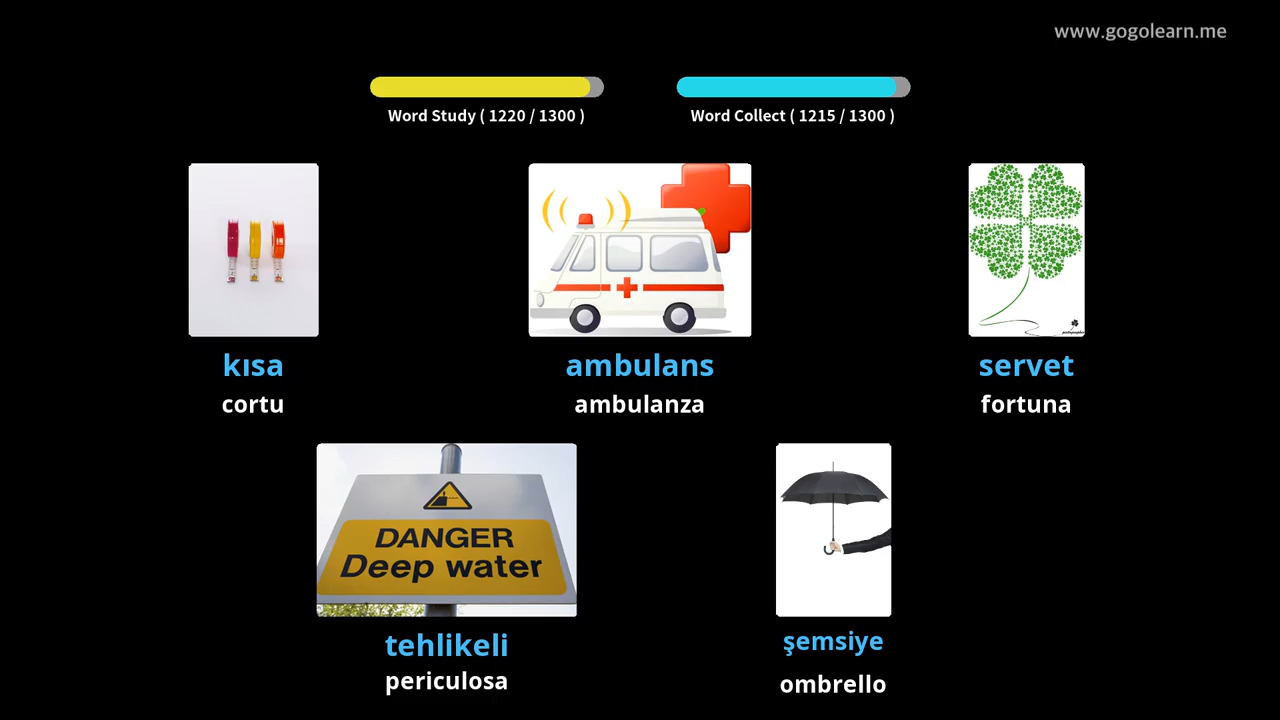 www.gogolearn.me
Word Study ( 1220 / 1300 )
Word Collect ( 1215 / 1300 )
kısa
cortu
ambulans
ambulanza
servet
fortuna
DANGER
Deep water
tehlikeli
periculosa
şemsiye
ombrello